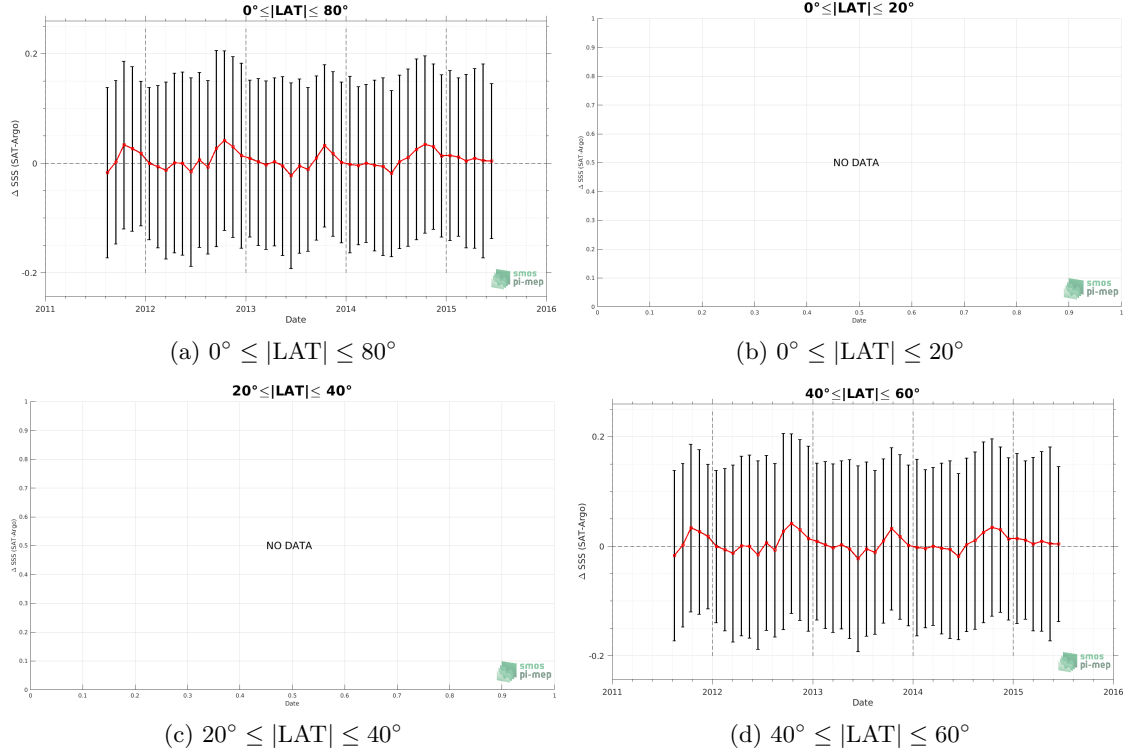 0°≤|LAT|≤ 80°
0.2
0
-0.2
Δ SSS (SAT-Argo)
2011 2012 2013 2014 2015 2016
Date
smos
pi-mep
(a) 0° ≤ |LAT| ≤ 80°
0°≤|LAT|≤ 20°
1
0.9
0.8
0.7
0.6
0.5
0.4
0.3
0.2
0.1
0
Δ SSS (SAT-Argo)
NO DATA
0 0.1 0.2 0.3 0.4 0.5 0.6 0.7 0.8 0.9 1
Date
smos
pi-mep
(b) 0° ≤ |LAT| ≤ 20°
20°≤|LAT|≤ 40°
1
0.9
0.8
0.7
0.6
0.5
0.4
0.3
0.2
0.1
0
Δ SSS (SAT-Argo)
NO DATA
0 0.1 0.2 0.3 0.4 0.5 0.6 0.7 0.8 0.9 1
Date
smos
pi-mep
(c) 20° ≤ |LAT| ≤ 40°
40°≤|LAT|≤ 60°
0.2
0
-0.2
Δ SSS (SAT-Argo)
2011 2012 2013 2014 2015 2016
Date
smos
pi-mep
(d) 40° ≤ |LAT| ≤ 60°